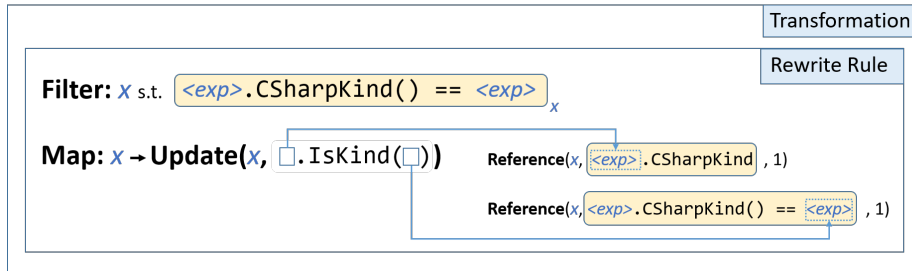 Transformation
Rewrite Rule
Filter: x s.t. <exp>.CSharpKind() == <exp> x
Map: x → Update(x, □.IsKind(□))
Reference(x, <exp>.CSharpKind , 1)
Reference(x,<exp>.CSharpKind() == <exp> , 1)